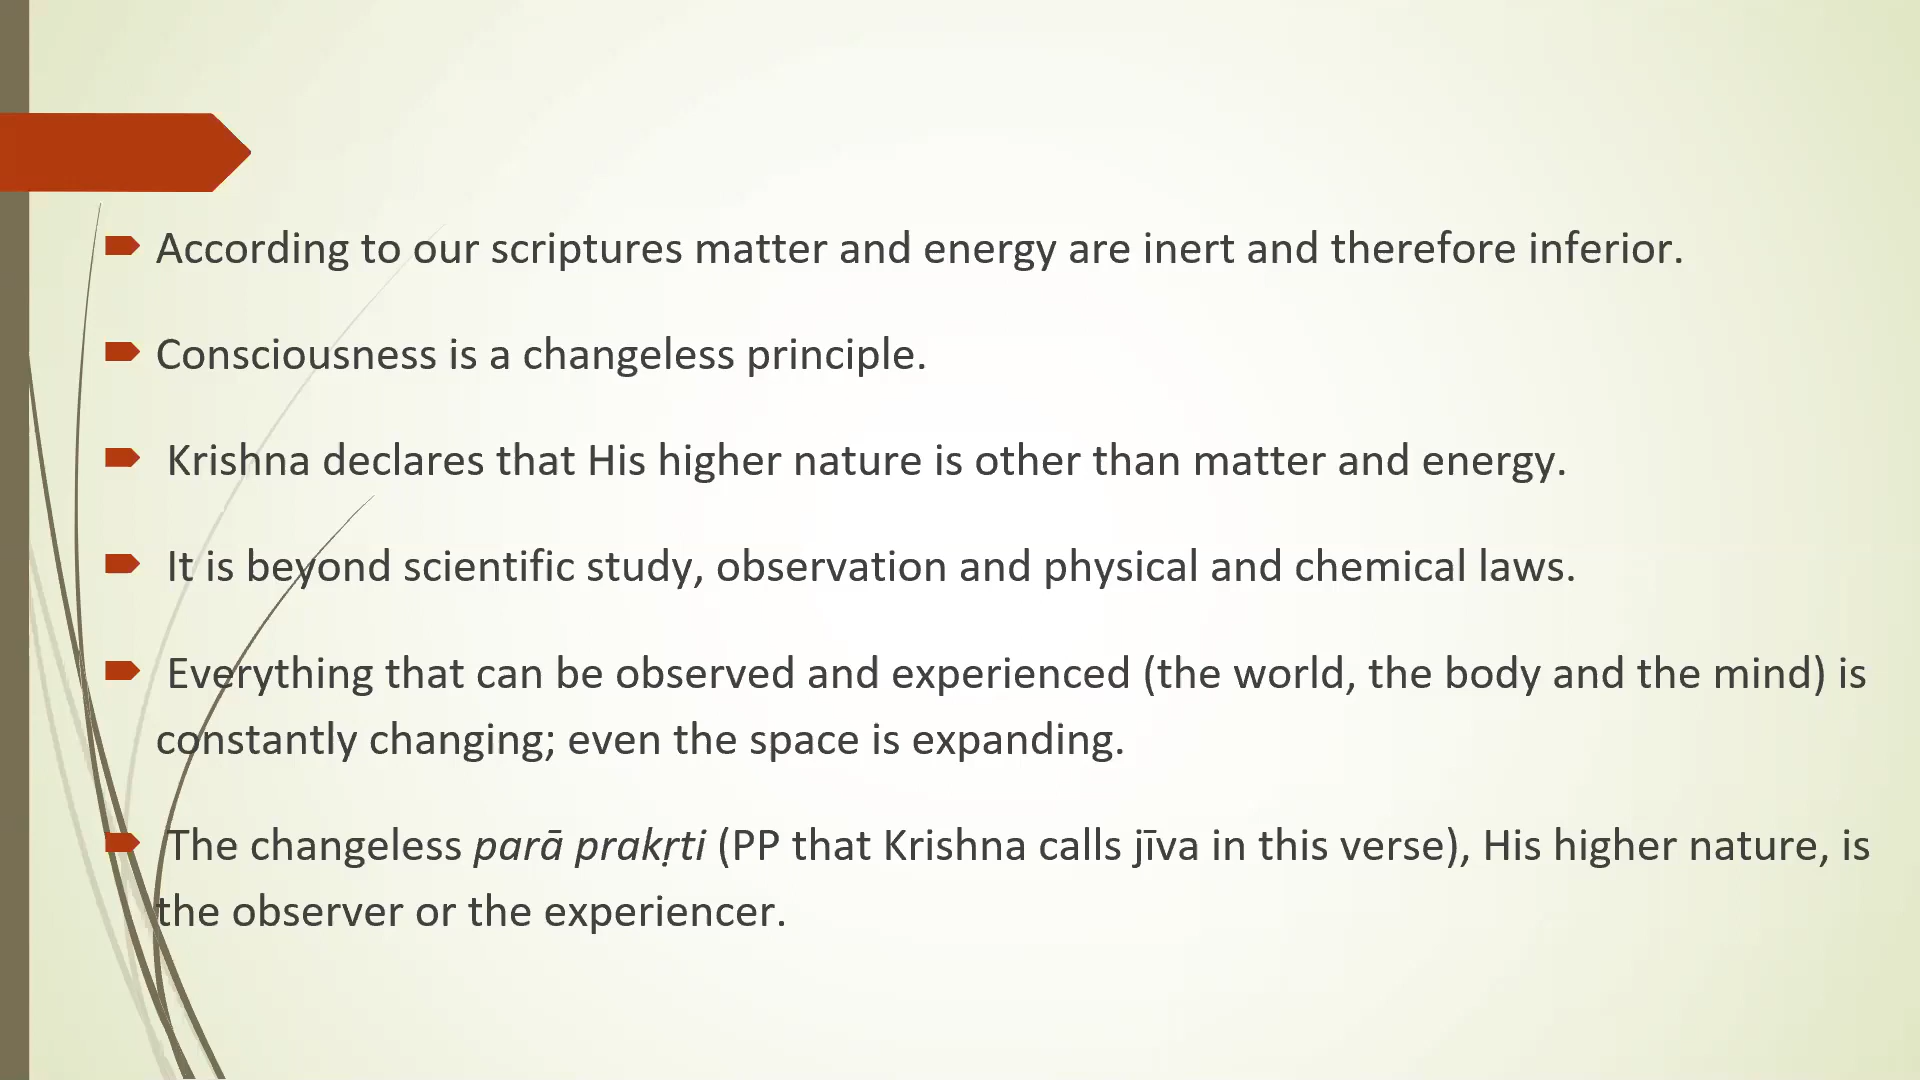 According to our scriptures matter and energy are inert and therefore inferior.
Consciousness is a changeless principle.
Krishna declares that His higher nature is other than matter and energy.
It is beyond scientific study, observation and physical and chemical laws.
Everything that can be observed and experienced (the world, the body and the mind) is
constantly changing; even the space is expanding.
The changeless parā prakṛti (PP that Krishna calls jīva in this verse), His higher nature, is
the observer or the experiencer.